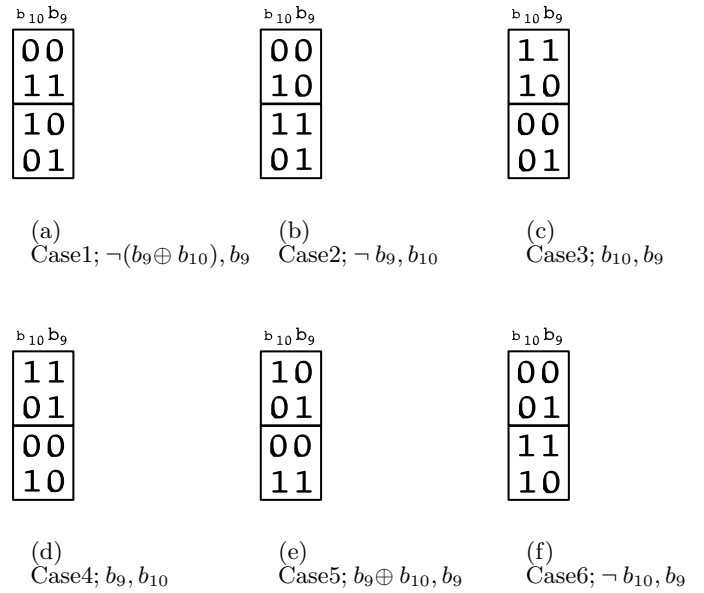 b₁₀b₉ b₁₀b₉ b₁₀b₉
00 00 11
11 10 10
10 11 00
01 01 01
(a) (b) (c)
Case1; ¬(b₉⊕ b₁₀), b₉ Case2; ¬ b₉, b₁₀ Case3; b₁₀, b₉
b₁₀b₉ b₁₀b₉ b₁₀b₉
11 10 00
01 01 01
00 00 11
10 11 10
(d) (e) (f)
Case4; b₉, b₁₀ Case5; b₉⊕ b₁₀, b₉ Case6; ¬ b₁₀, b₉